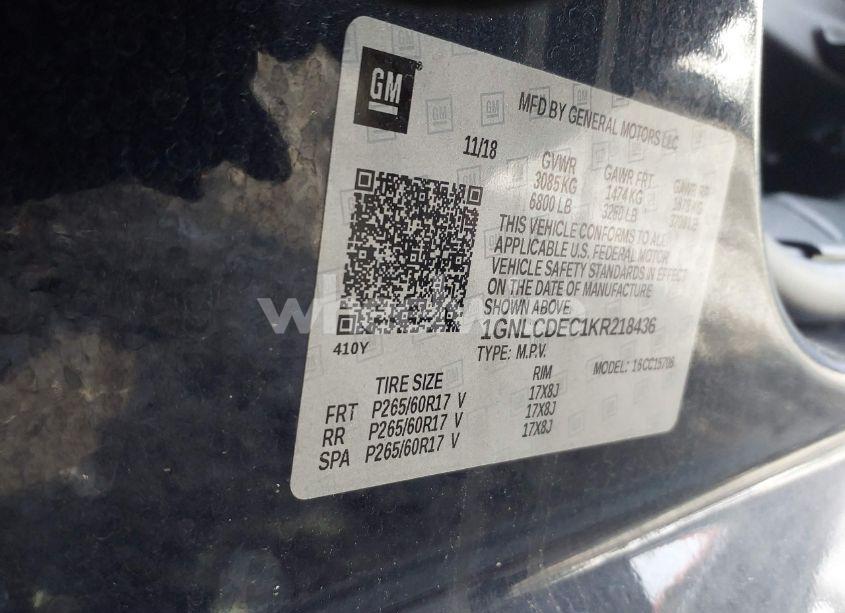 GM
MFD BY GENERAL MOTORS LLC
11/18
GVWR GAWR FRT GAWR RR
3085 KG 1474 KG
6800 LB 3250 LB
THIS VEHICLE CONFORMS TO ALL
APPLICABLE U.S. FEDERAL MOTOR
VEHICLE SAFETY STANDARDS IN EFFECT
ON THE DATE OF MANUFACTURE
SHOWN ABOVE.
1GNLCDEC1KR218436
410Y
TYPE: M.P.V. MODEL: 16CC15706
TIRE SIZE RIM
FRT P265/60R17 V 17X8J
RR P265/60R17 V 17X8J
SPA P265/60R17 V 17X8J